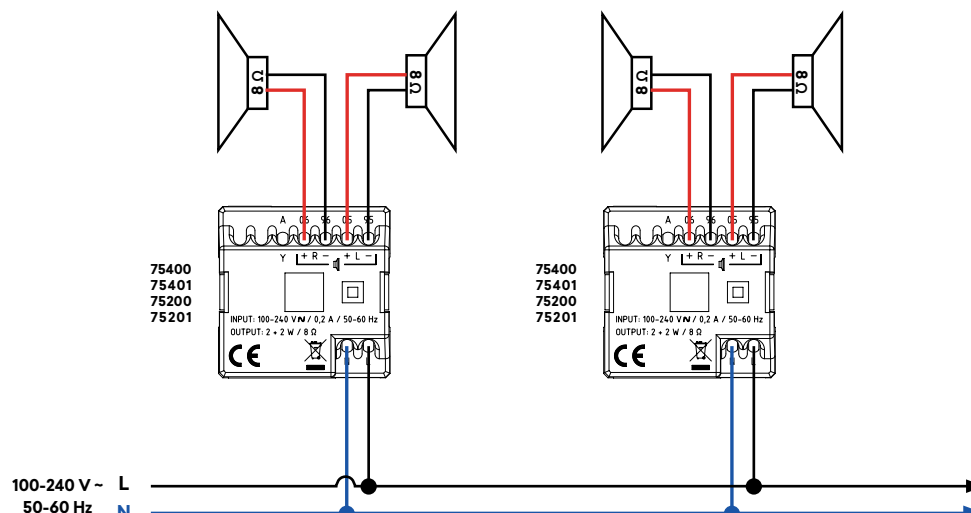 8 Ω
8 Ω
8 Ω
8 Ω
A 06 96 05 95
Y + R − + L −
75400
75401
75200
75201
INPUT: 100-240 V~ / 0,2 A / 50-60 Hz
OUTPUT: 2 + 2 W / 8 Ω
CE
N L
A 06 96 05 95
Y + R − + L −
75400
75401
75200
75201
INPUT: 100-240 V~ / 0,2 A / 50-60 Hz
OUTPUT: 2 + 2 W / 8 Ω
CE
N L
100-240 V ~ L
50-60 Hz N